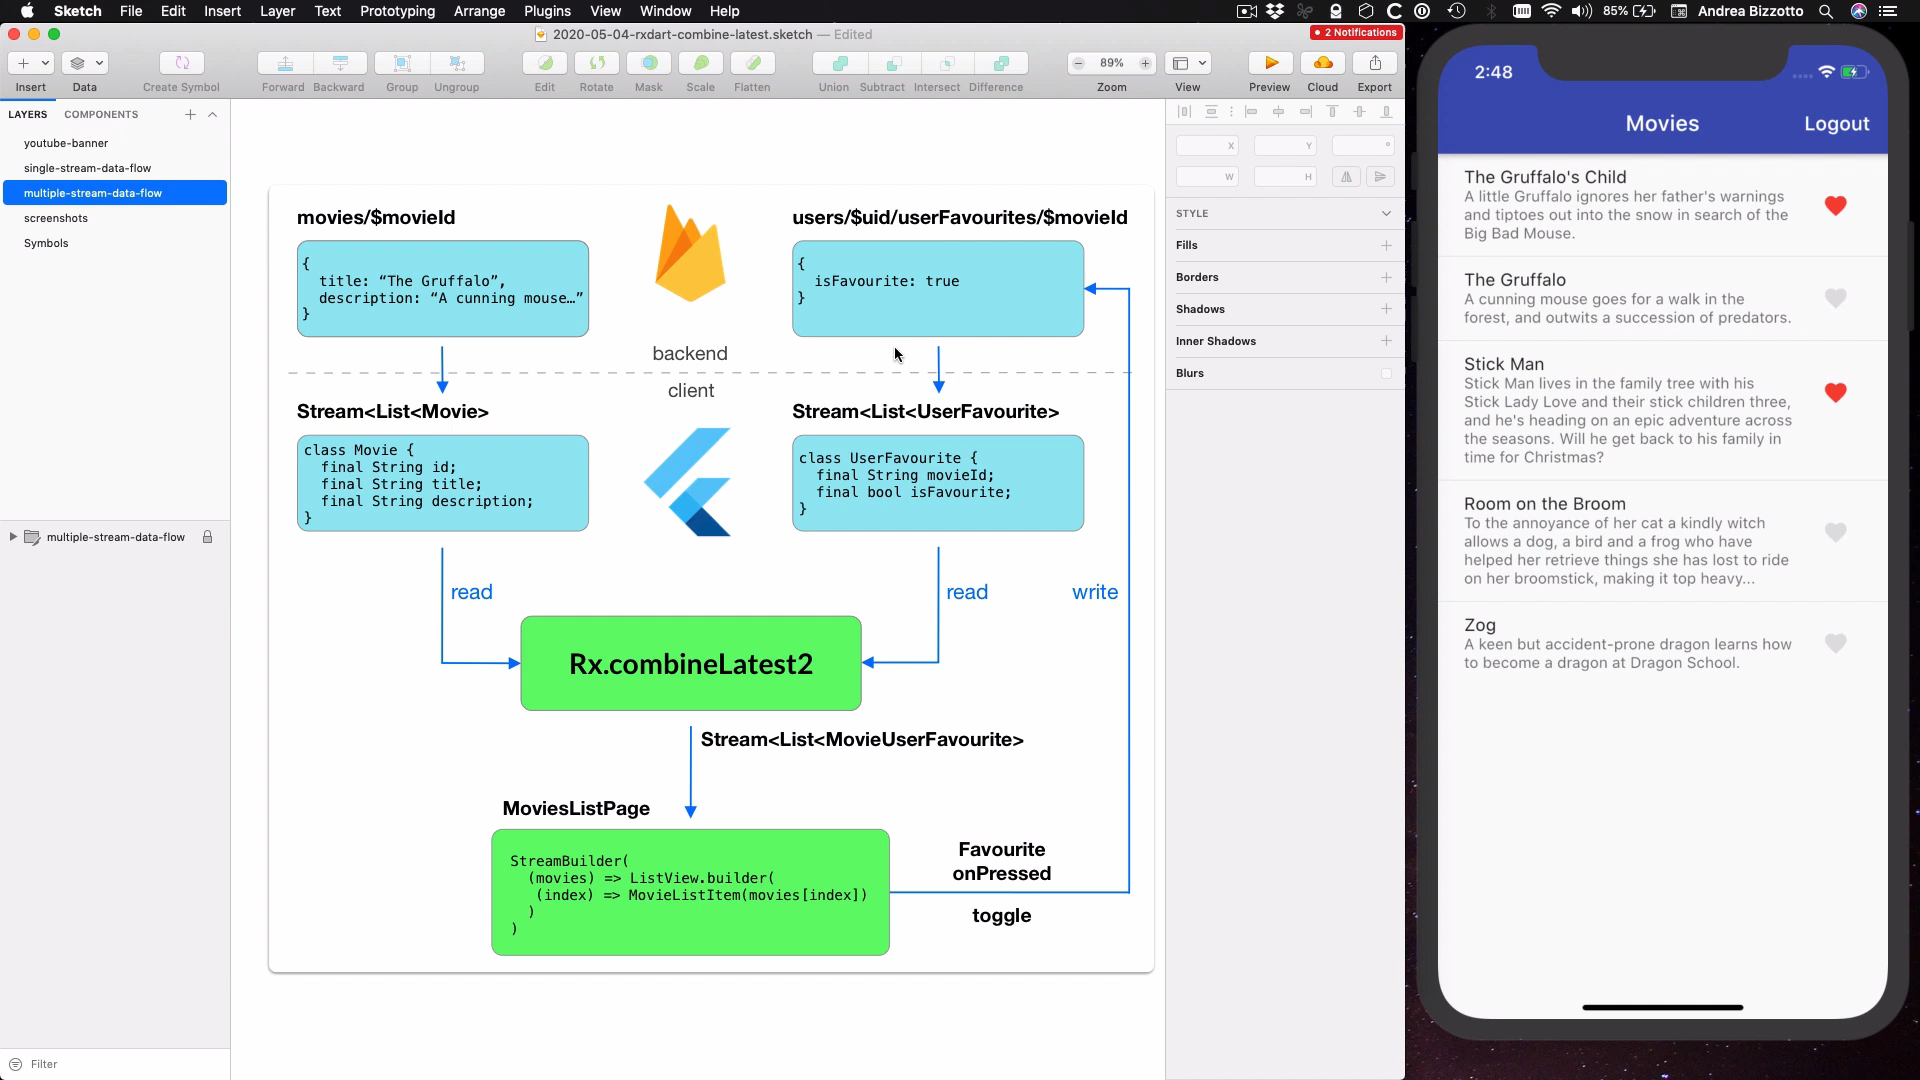 Sketch File Edit Insert Layer Text Prototyping Arrange Plugins View Window Help
85% Andrea Bizzotto
2020-05-04-rxdart-combine-latest.sketch — Edited
2 Notifications
89%
Insert Data Create Symbol Forward Backward Group Ungroup Edit Rotate Mask Scale Flatten Union Subtract Intersect Difference Zoom View Preview Cloud Export
LAYERS COMPONENTS
youtube-banner
single-stream-data-flow
multiple-stream-data-flow
screenshots
Symbols
multiple-stream-data-flow
Filter
movies/$movieId
{
title: “The Gruffalo”,
description: “A cunning mouse…”
}
users/$uid/userFavourites/$movieId
{
isFavourite: true
}
backend
client
Stream<List<Movie>
class Movie {
final String id;
final String title;
final String description;
}
Stream<List<UserFavourite>
class UserFavourite {
final String movieId;
final bool isFavourite;
}
read
read
write
Rx.combineLatest2
Stream<List<MovieUserFavourite>
MoviesListPage
StreamBuilder(
(movies) => ListView.builder(
(index) => MovieListItem(movies[index])
)
)
Favourite
onPressed
toggle
X Y °
W H
STYLE
Fills
Borders
Shadows
Inner Shadows
Blurs
2:48
Movies Logout
The Gruffalo's Child
A little Gruffalo ignores her father's warnings
and tiptoes out into the snow in search of the
Big Bad Mouse.
The Gruffalo
A cunning mouse goes for a walk in the
forest, and outwits a succession of predators.
Stick Man
Stick Man lives in the family tree with his
Stick Lady Love and their stick children three,
and he's heading on an epic adventure across
the seasons. Will he get back to his family in
time for Christmas?
Room on the Broom
To the annoyance of her cat a kindly witch
allows a dog, a bird and a frog who have
helped her retrieve things she has lost to ride
on her broomstick, making it top heavy...
Zog
A keen but accident-prone dragon learns how
to become a dragon at Dragon School.